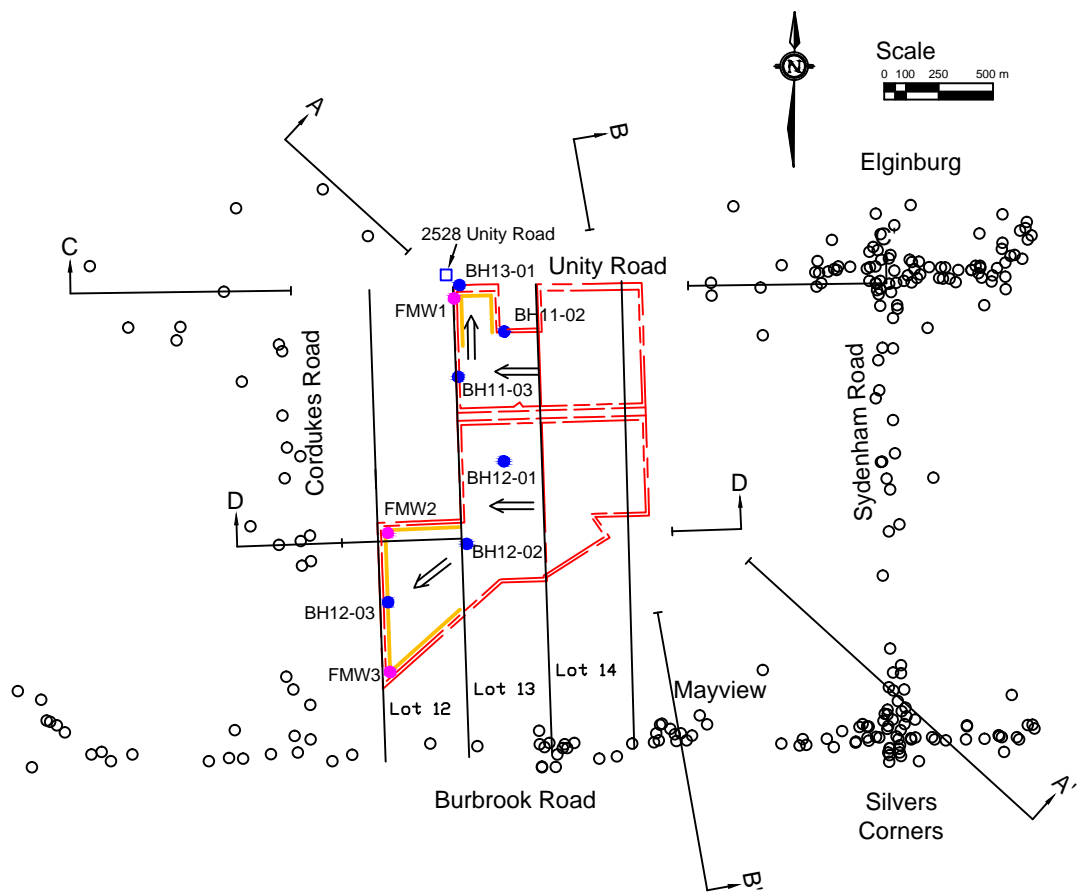 N
Scale
0 100 250 500 m
A
B
Elginburg
C
2528 Unity Road
BH13-01
Unity Road
FMW1
BH11-02
BH11-03
Cordukes Road
Sydenham Road
BH12-01
D
D
FMW2
BH12-02
BH12-03
FMW3
Lot 12
Lot 13
Lot 14
Mayview
Burbrook Road
A'
Silvers
Corners
B'